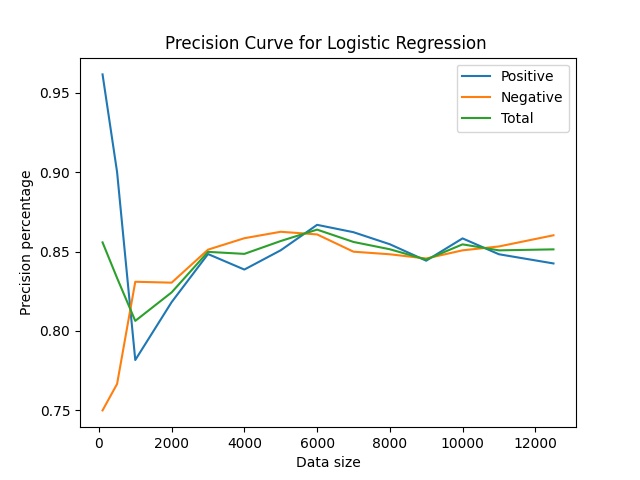 Precision Curve for Logistic Regression
Positive
Negative
Total
Precision percentage
0.95
0.90
0.85
0.80
0.75
0 2000 4000 6000 8000 10000 12000
Data size